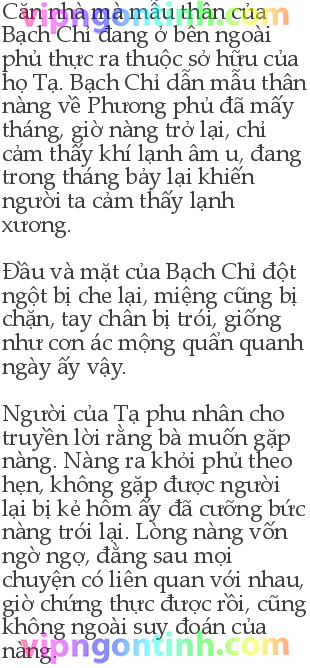 Căn nhà mà mẫu thân của
vipngontinh.com
Bạch Chỉ đang ở bên ngoài
phủ thực ra thuộc sở hữu của
họ Tạ. Bạch Chỉ dẫn mẫu thân
nàng về Phương phủ đã mấy
tháng, giờ nàng trở lại, chỉ
cảm thấy khí lạnh âm u, đang
trong tháng bảy lại khiến
người ta cảm thấy lạnh
xương.
Đầu và mặt của Bạch Chỉ đột
ngột bị che lại, miệng cũng bị
chặn, tay chân bị trói, giống
như cơn ác mộng quẩn quanh
ngày ấy vậy.
Người của Tạ phu nhân cho
truyền lời rằng bà muốn gặp
nàng. Nàng ra khỏi phủ theo
hẹn, không gặp được người
lại bị kẻ hôm ấy đã cưỡng bức
nàng trói lại. Lòng nàng vốn
ngờ ngợ, đằng sau mọi
chuyện có liên quan với nhau,
giờ chứng thực được rồi, cũng
không ngoài suy đoán của
nàng.
vipngontinh.com